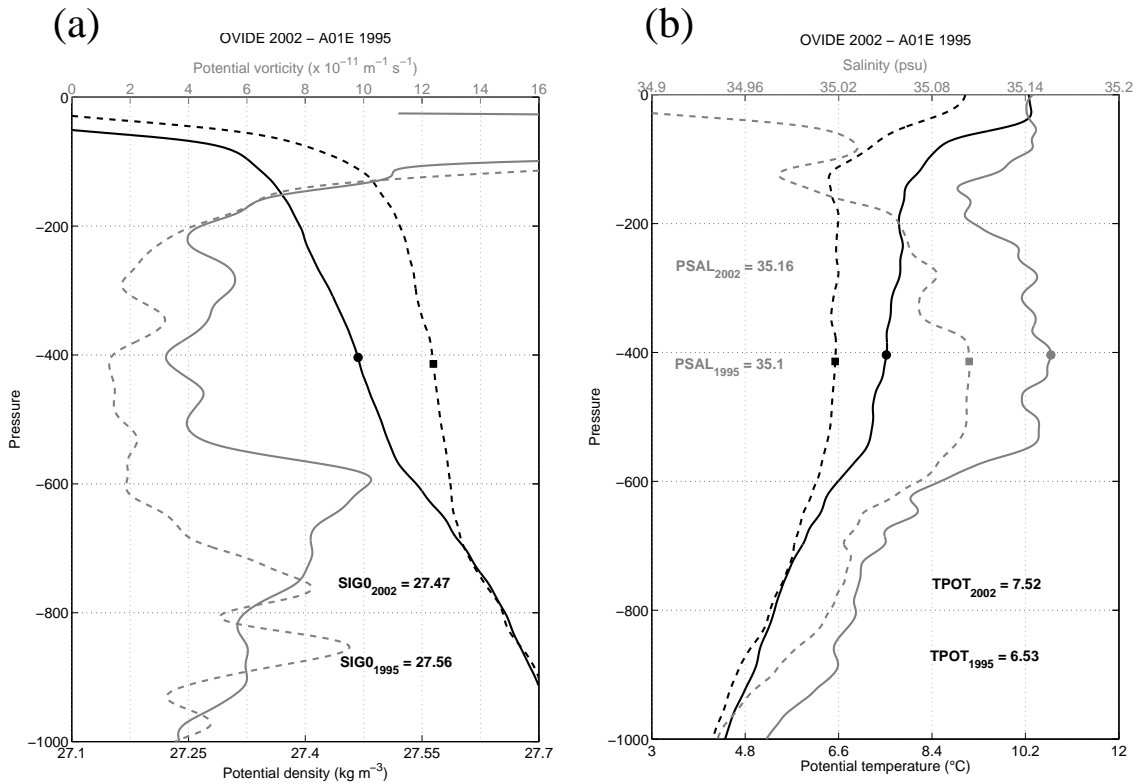 (a)
OVIDE 2002 − A01E 1995
Potential vorticity (x 10−11 m−1 s−1)
0 2 4 6 8 10 12 14 16
0
−200
−400
−600
−800
−1000
Pressure
SIG02002 = 27.47
SIG01995 = 27.56
27.1 27.25 27.4 27.55 27.7
Potential density (kg m−3)
(b)
OVIDE 2002 − A01E 1995
Salinity (psu)
34.9 34.96 35.02 35.08 35.14 35.2
0
−200
−400
−600
−800
−1000
Pressure
PSAL2002 = 35.16
PSAL1995 = 35.1
TPOT2002 = 7.52
TPOT1995 = 6.53
3 4.8 6.6 8.4 10.2 12
Potential temperature (°C)